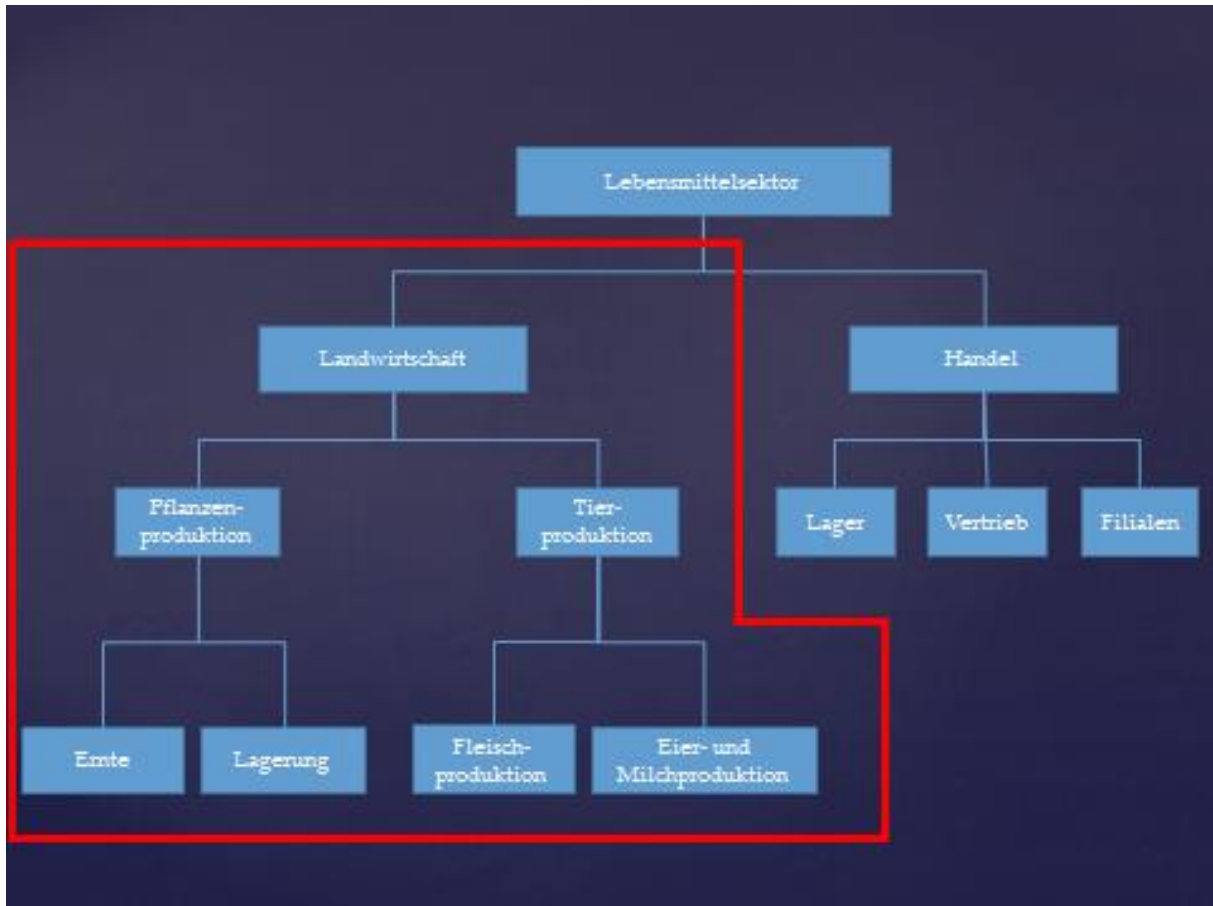 Lebensmittelsektor
Landwirtschaft
Handel
Pflanzen-
produktion
Tier-
produktion
Lager
Vertrieb
Filialen
Ernte
Lagerung
Fleisch-
produktion
Eier- und
Milchproduktion